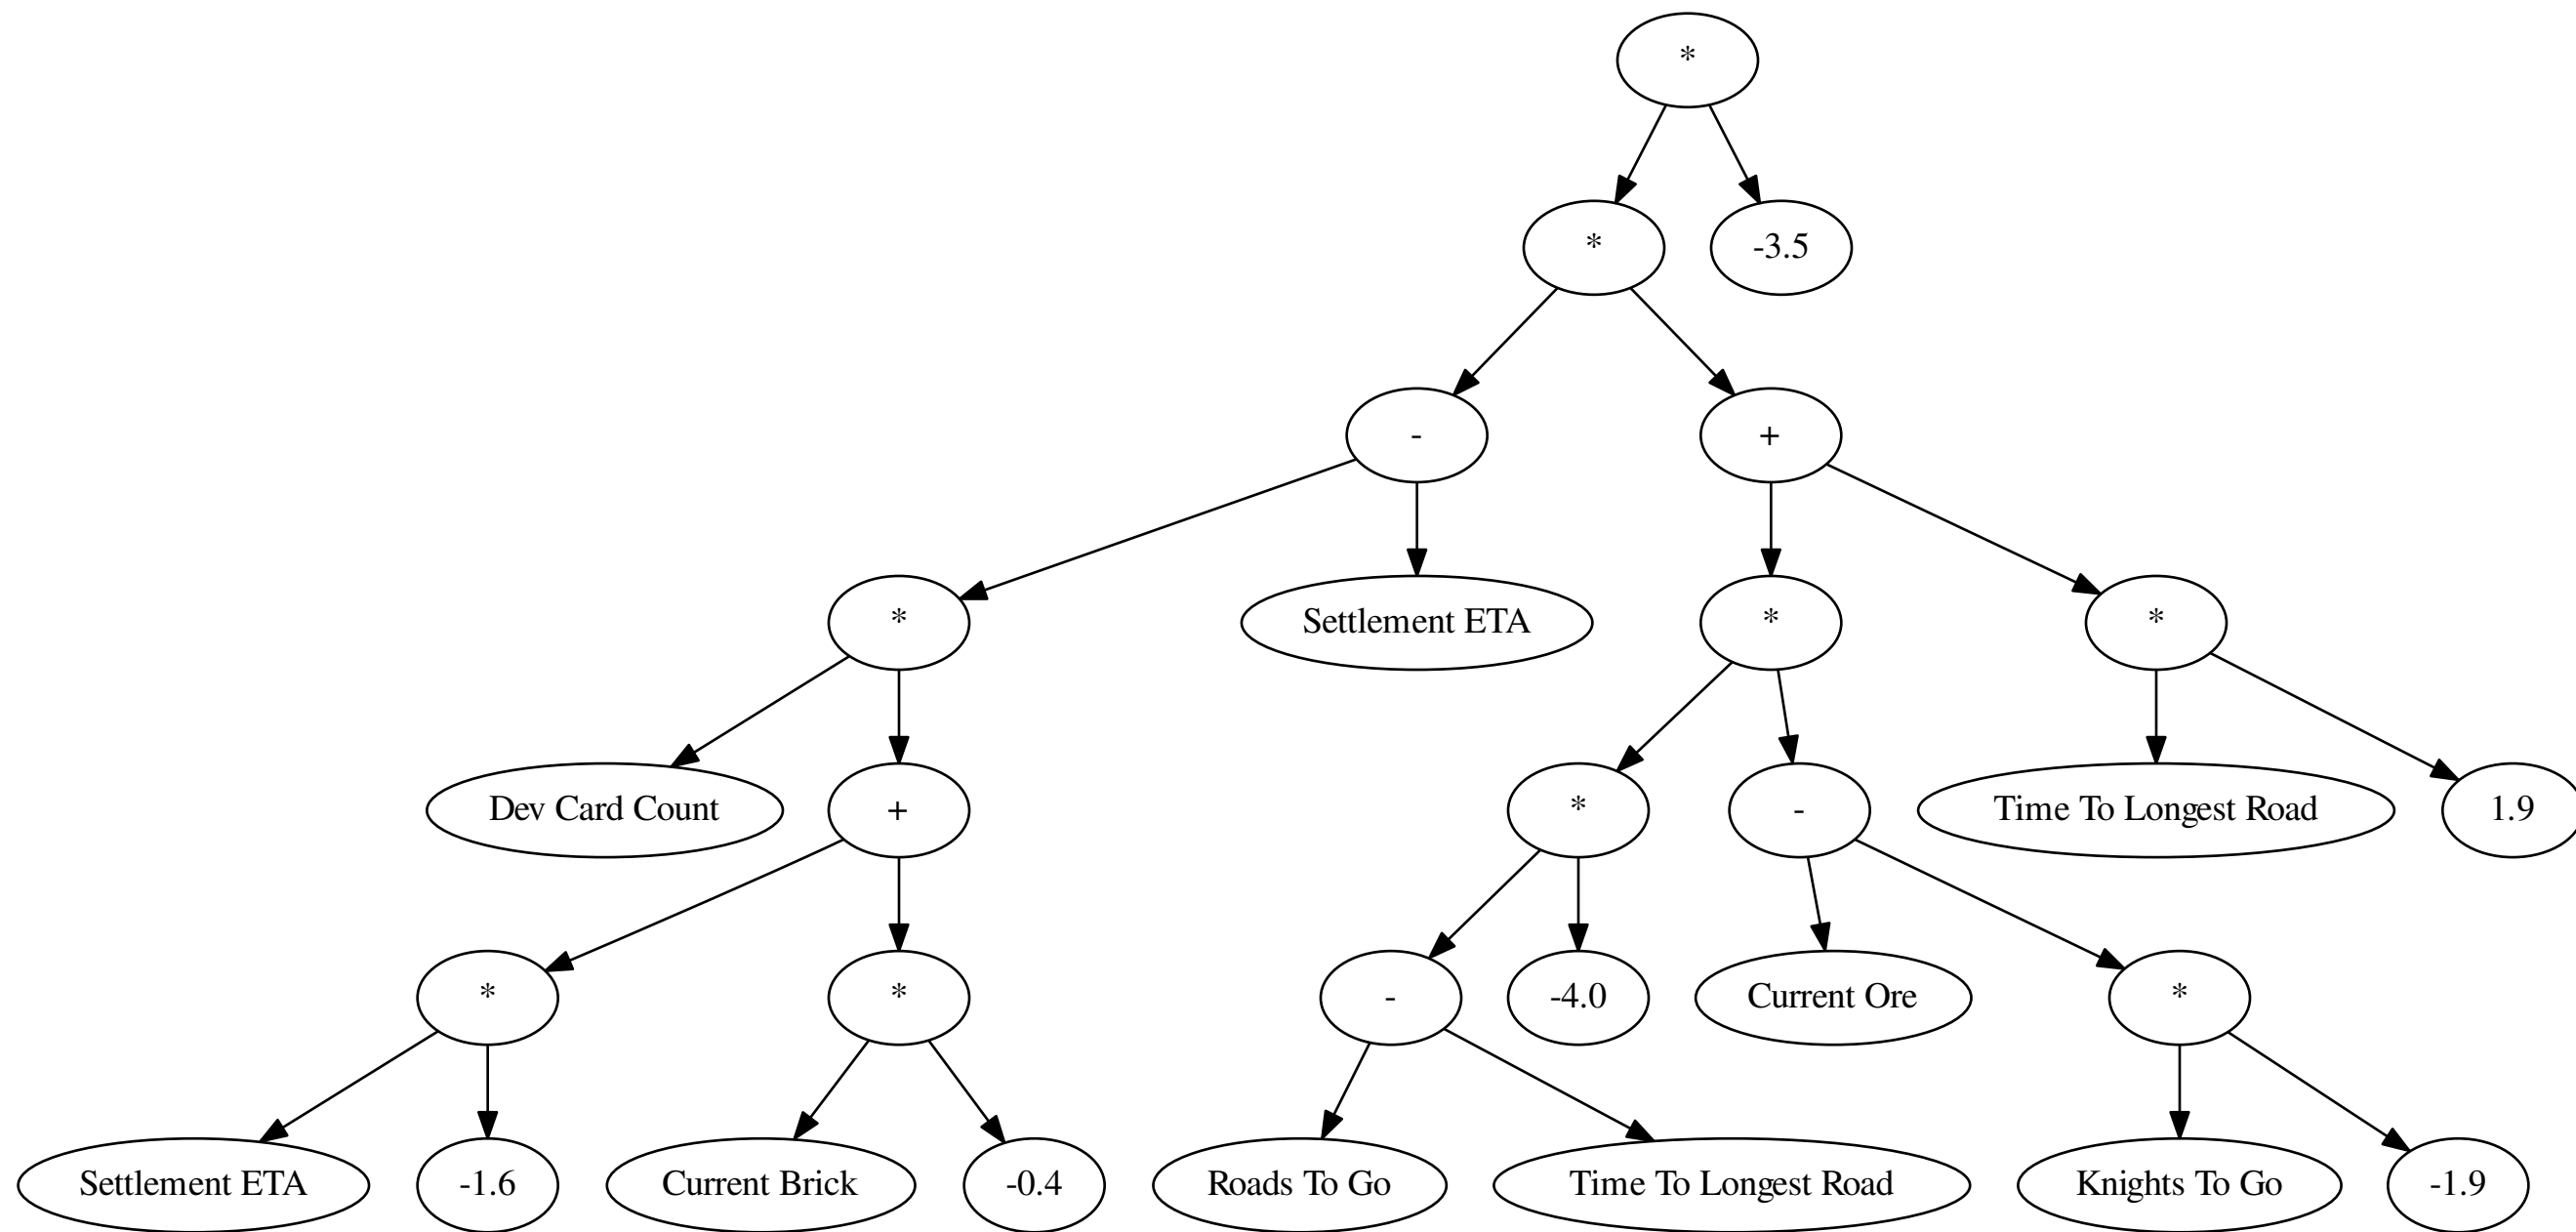 *
*
-3.5
-
+
*
Settlement ETA
*
*
Dev Card Count
+
*
-
Time To Longest Road
1.9
*
*
-
-4.0
Current Ore
*
Settlement ETA
-1.6
Current Brick
-0.4
Roads To Go
Time To Longest Road
Knights To Go
-1.9